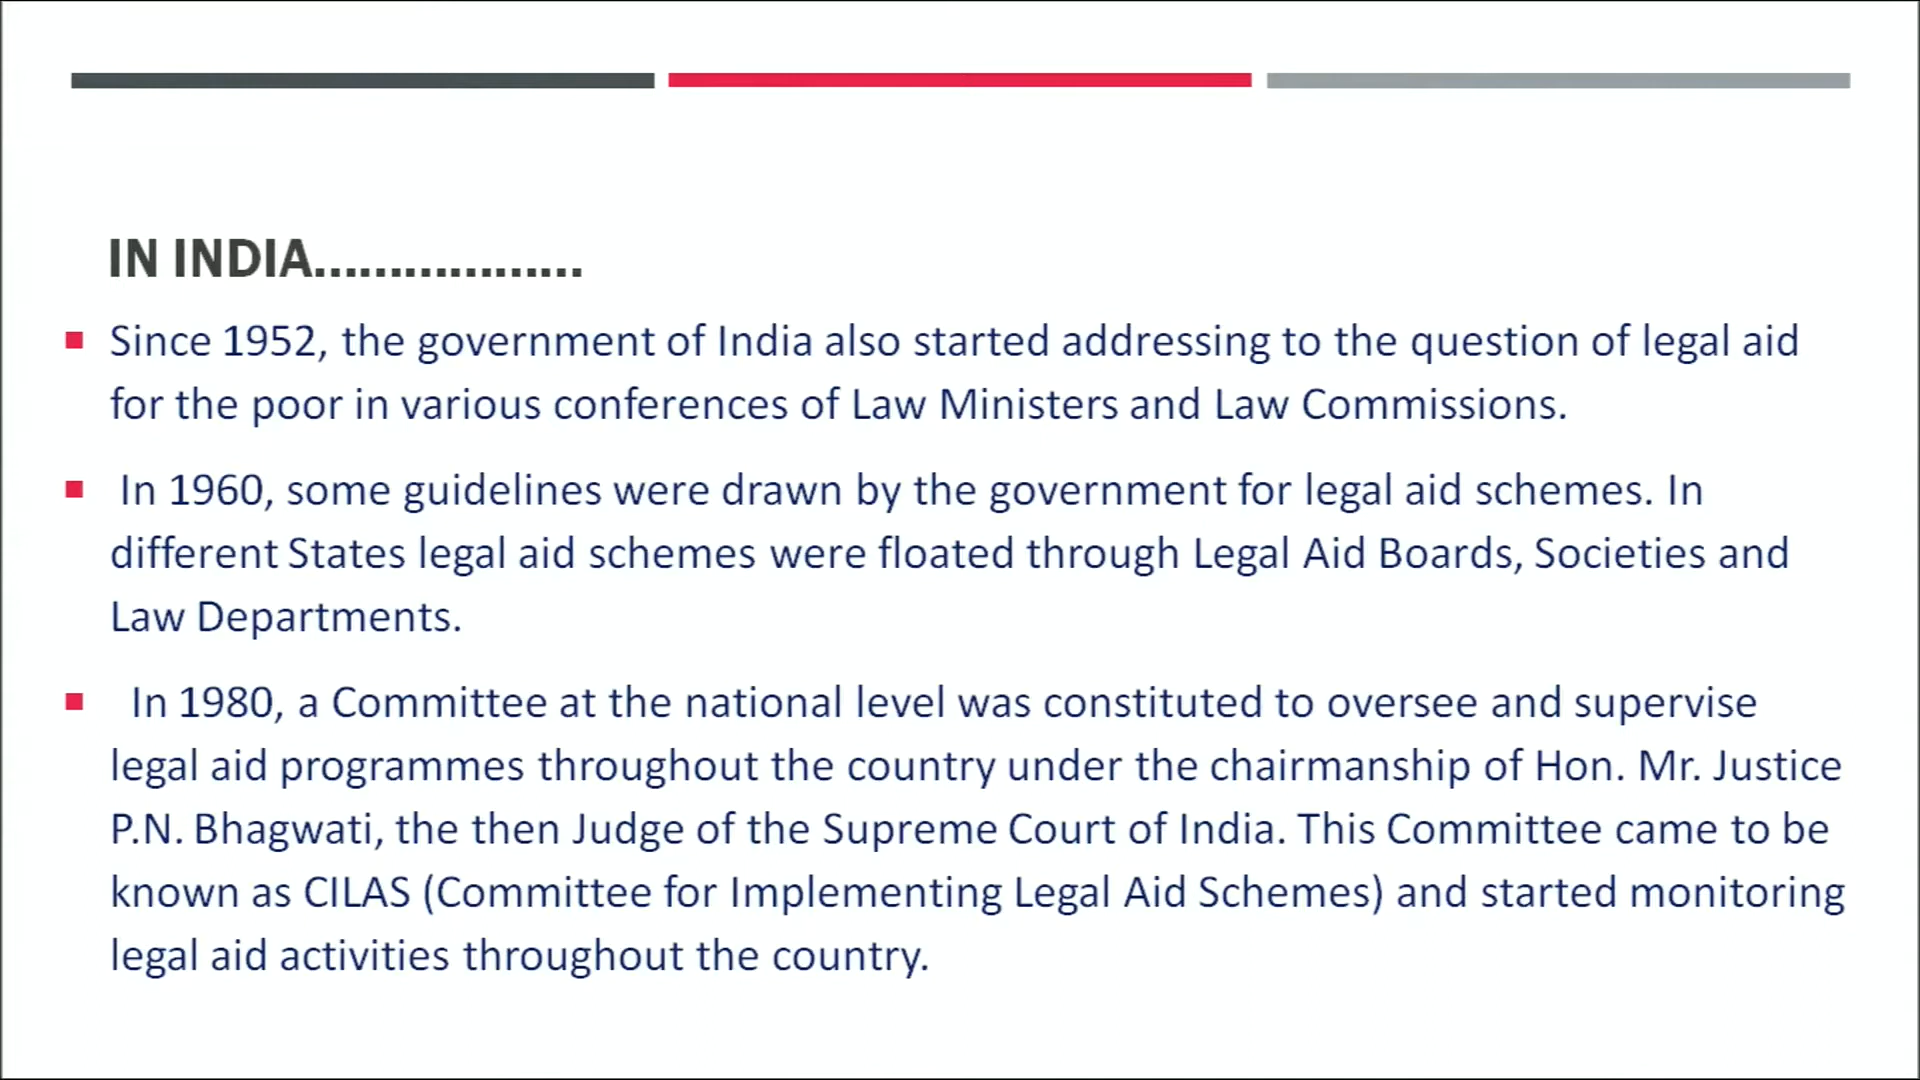 IN INDIA..................
Since 1952, the government of India also started addressing to the question of legal aid
for the poor in various conferences of Law Ministers and Law Commissions.
In 1960, some guidelines were drawn by the government for legal aid schemes. In
different States legal aid schemes were floated through Legal Aid Boards, Societies and
Law Departments.
In 1980, a Committee at the national level was constituted to oversee and supervise
legal aid programmes throughout the country under the chairmanship of Hon. Mr. Justice
P.N. Bhagwati, the then Judge of the Supreme Court of India. This Committee came to be
known as CILAS (Committee for Implementing Legal Aid Schemes) and started monitoring
legal aid activities throughout the country.